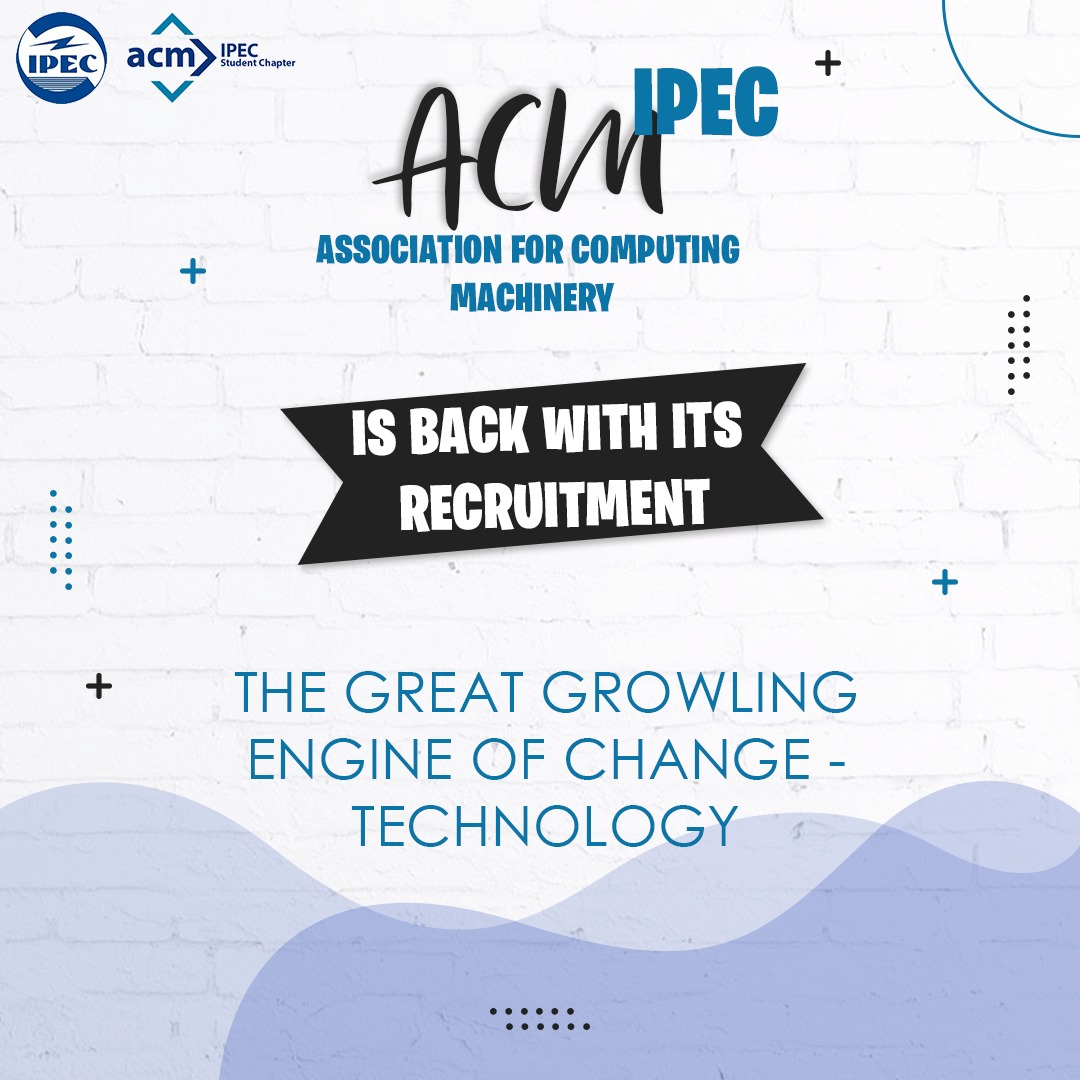 IPEC
acm
IPEC
Student Chapter
ACM
IPEC
ASSOCIATION FOR COMPUTING
MACHINERY
IS BACK WITH ITS
RECRUITMENT
THE GREAT GROWLING
ENGINE OF CHANGE -
TECHNOLOGY